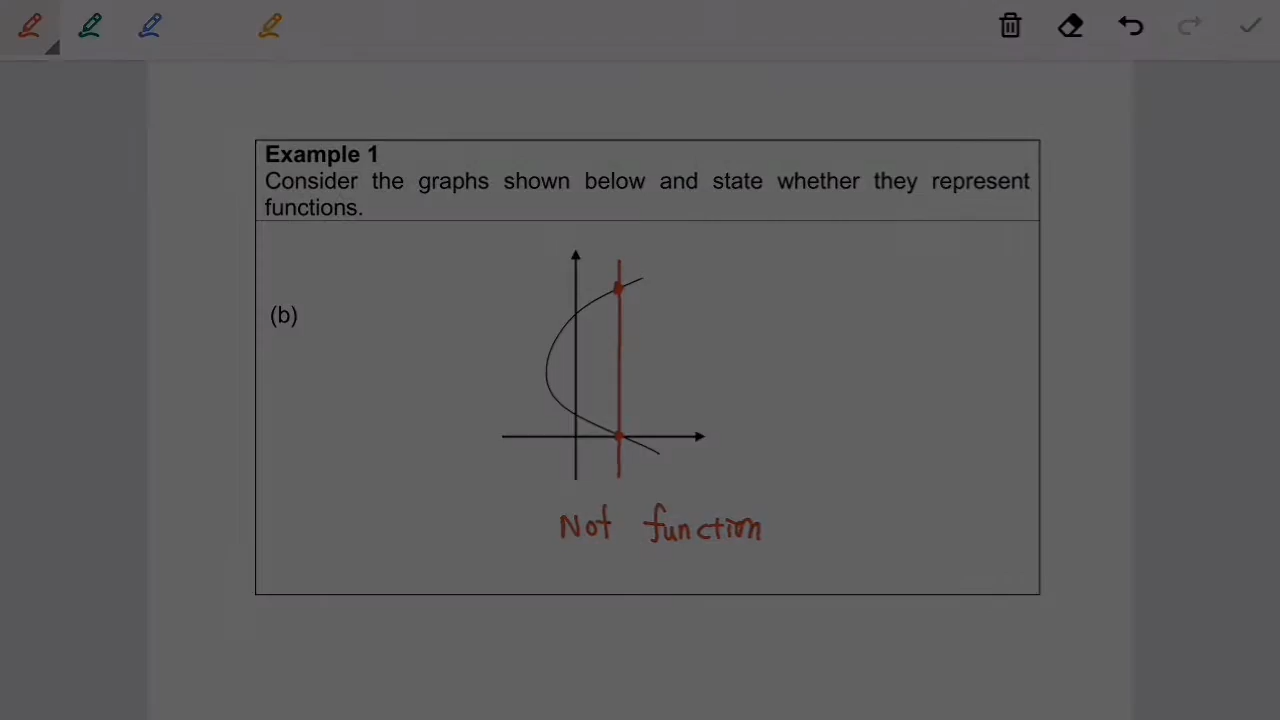 Example 1
Consider the graphs shown below and state whether they represent
functions.
(b)
Not function